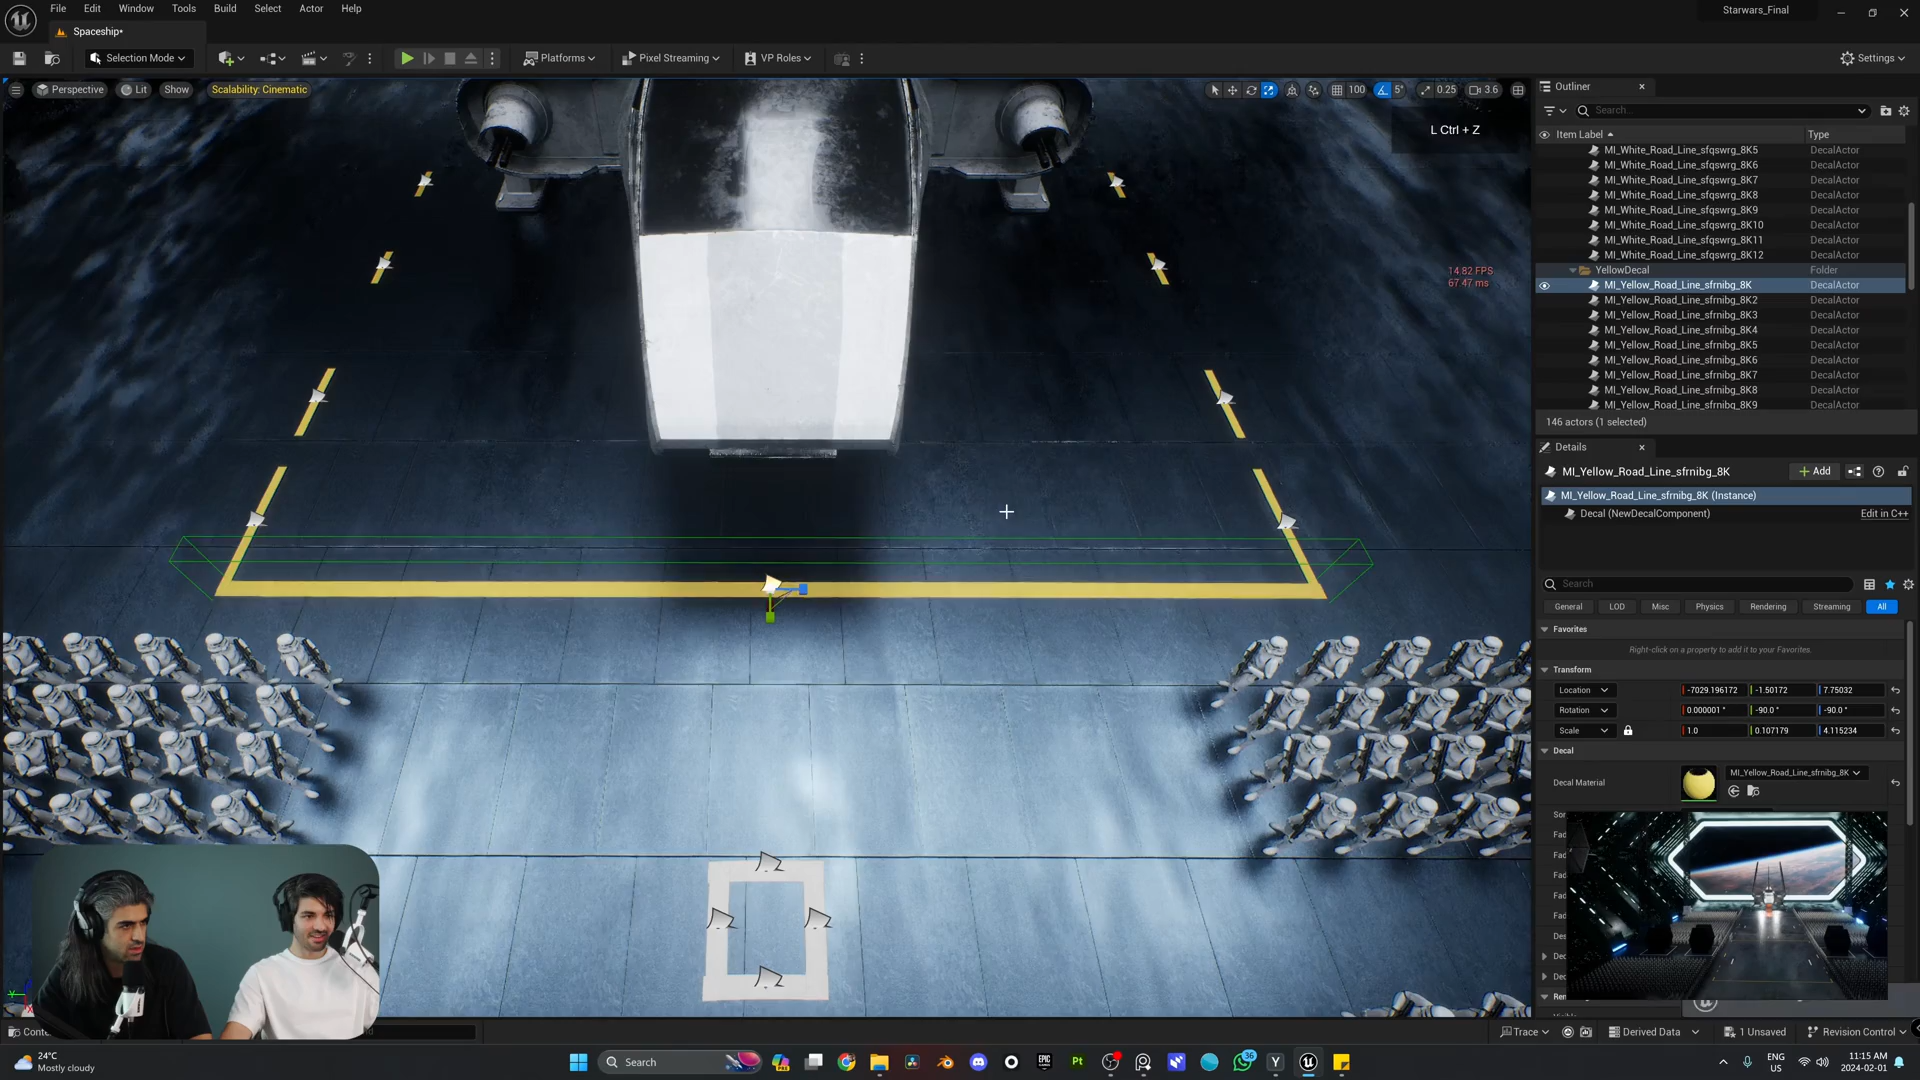 File Edit Window Tools Build Select Actor Help
Starwars_Final
Spaceship*
Selection Mode
Platforms
Pixel Streaming
VP Roles
Settings
Perspective
Lit
Show
Scalability: Cinematic
100
5°
0.25
3.6
L Ctrl + Z
14.82 FPS
67.47 ms
Outliner
Search...
Item Label
Type
MI_White_Road_Line_sfqswrg_8K5 DecalActor
MI_White_Road_Line_sfqswrg_8K6 DecalActor
MI_White_Road_Line_sfqswrg_8K7 DecalActor
MI_White_Road_Line_sfqswrg_8K8 DecalActor
MI_White_Road_Line_sfqswrg_8K9 DecalActor
MI_White_Road_Line_sfqswrg_8K10 DecalActor
MI_White_Road_Line_sfqswrg_8K11 DecalActor
MI_White_Road_Line_sfqswrg_8K12 DecalActor
YellowDecal Folder
MI_Yellow_Road_Line_sfrnibg_8K DecalActor
MI_Yellow_Road_Line_sfrnibg_8K2 DecalActor
MI_Yellow_Road_Line_sfrnibg_8K3 DecalActor
MI_Yellow_Road_Line_sfrnibg_8K4 DecalActor
MI_Yellow_Road_Line_sfrnibg_8K5 DecalActor
MI_Yellow_Road_Line_sfrnibg_8K6 DecalActor
MI_Yellow_Road_Line_sfrnibg_8K7 DecalActor
MI_Yellow_Road_Line_sfrnibg_8K8 DecalActor
MI_Yellow_Road_Line_sfrnibg_8K9 DecalActor
146 actors (1 selected)
Details
MI_Yellow_Road_Line_sfrnibg_8K
Add
MI_Yellow_Road_Line_sfrnibg_8K (Instance)
Decal (NewDecalComponent)
Edit in C++
Search
General LOD Misc Physics Rendering Streaming All
Favorites
Right-click on a property to add it to your Favorites.
Transform
Location -7029.196172 -1.50172 7.75032
Rotation 0.000001 ° -90.0 ° -90.0 °
Scale 1.0 0.107179 4.115234
Decal
Decal Material
MI_Yellow_Road_Line_sfrnibg_8K
Trace
Derived Data
1 Unsaved
Revision Control
24°C
Mostly cloudy
Search
Pt
36
ENG
US
11:15 AM
2024-02-01